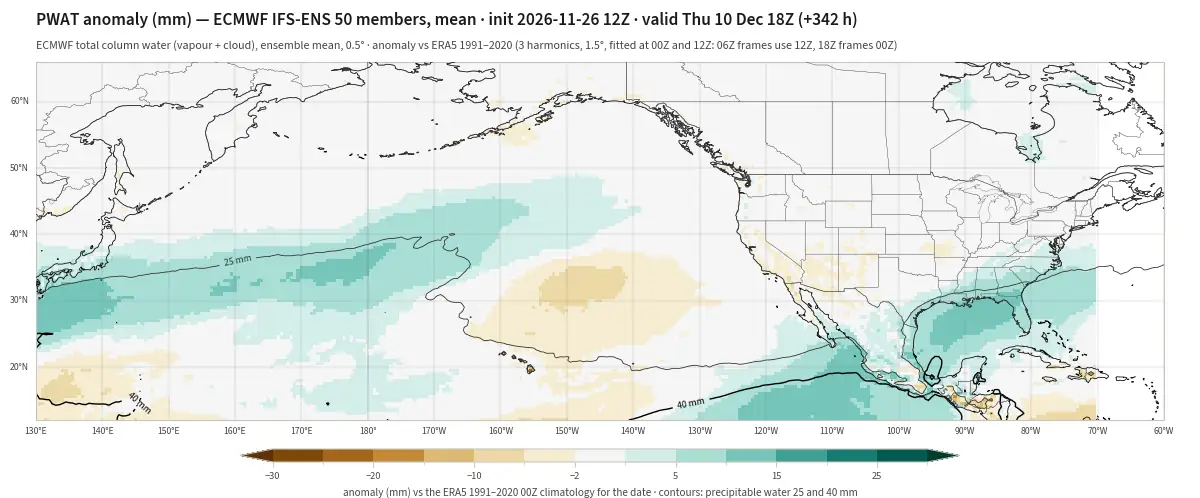 PWAT anomaly (mm) — ECMWF IFS-ENS 50 members, mean · init 2026-11-26 12Z · valid Thu 10 Dec 18Z (+342 h)
ECMWF total column water (vapour + cloud), ensemble mean, 0.5° · anomaly vs ERA5 1991–2020 (3 harmonics, 1.5°, fitted at 00Z and 12Z: 06Z frames use 12Z, 18Z frames 00Z)
60°N
50°N
40°N
25 mm
30°N
20°N
40 mm
40 mm
130°E 140°E 150°E 160°E 170°E 180° 170°W 160°W 150°W 140°W 130°W 120°W 110°W 100°W 90°W 80°W 70°W 60°W
−30 −20 −10 −2 5 15 25
anomaly (mm) vs the ERA5 1991–2020 00Z climatology for the date · contours: precipitable water 25 and 40 mm